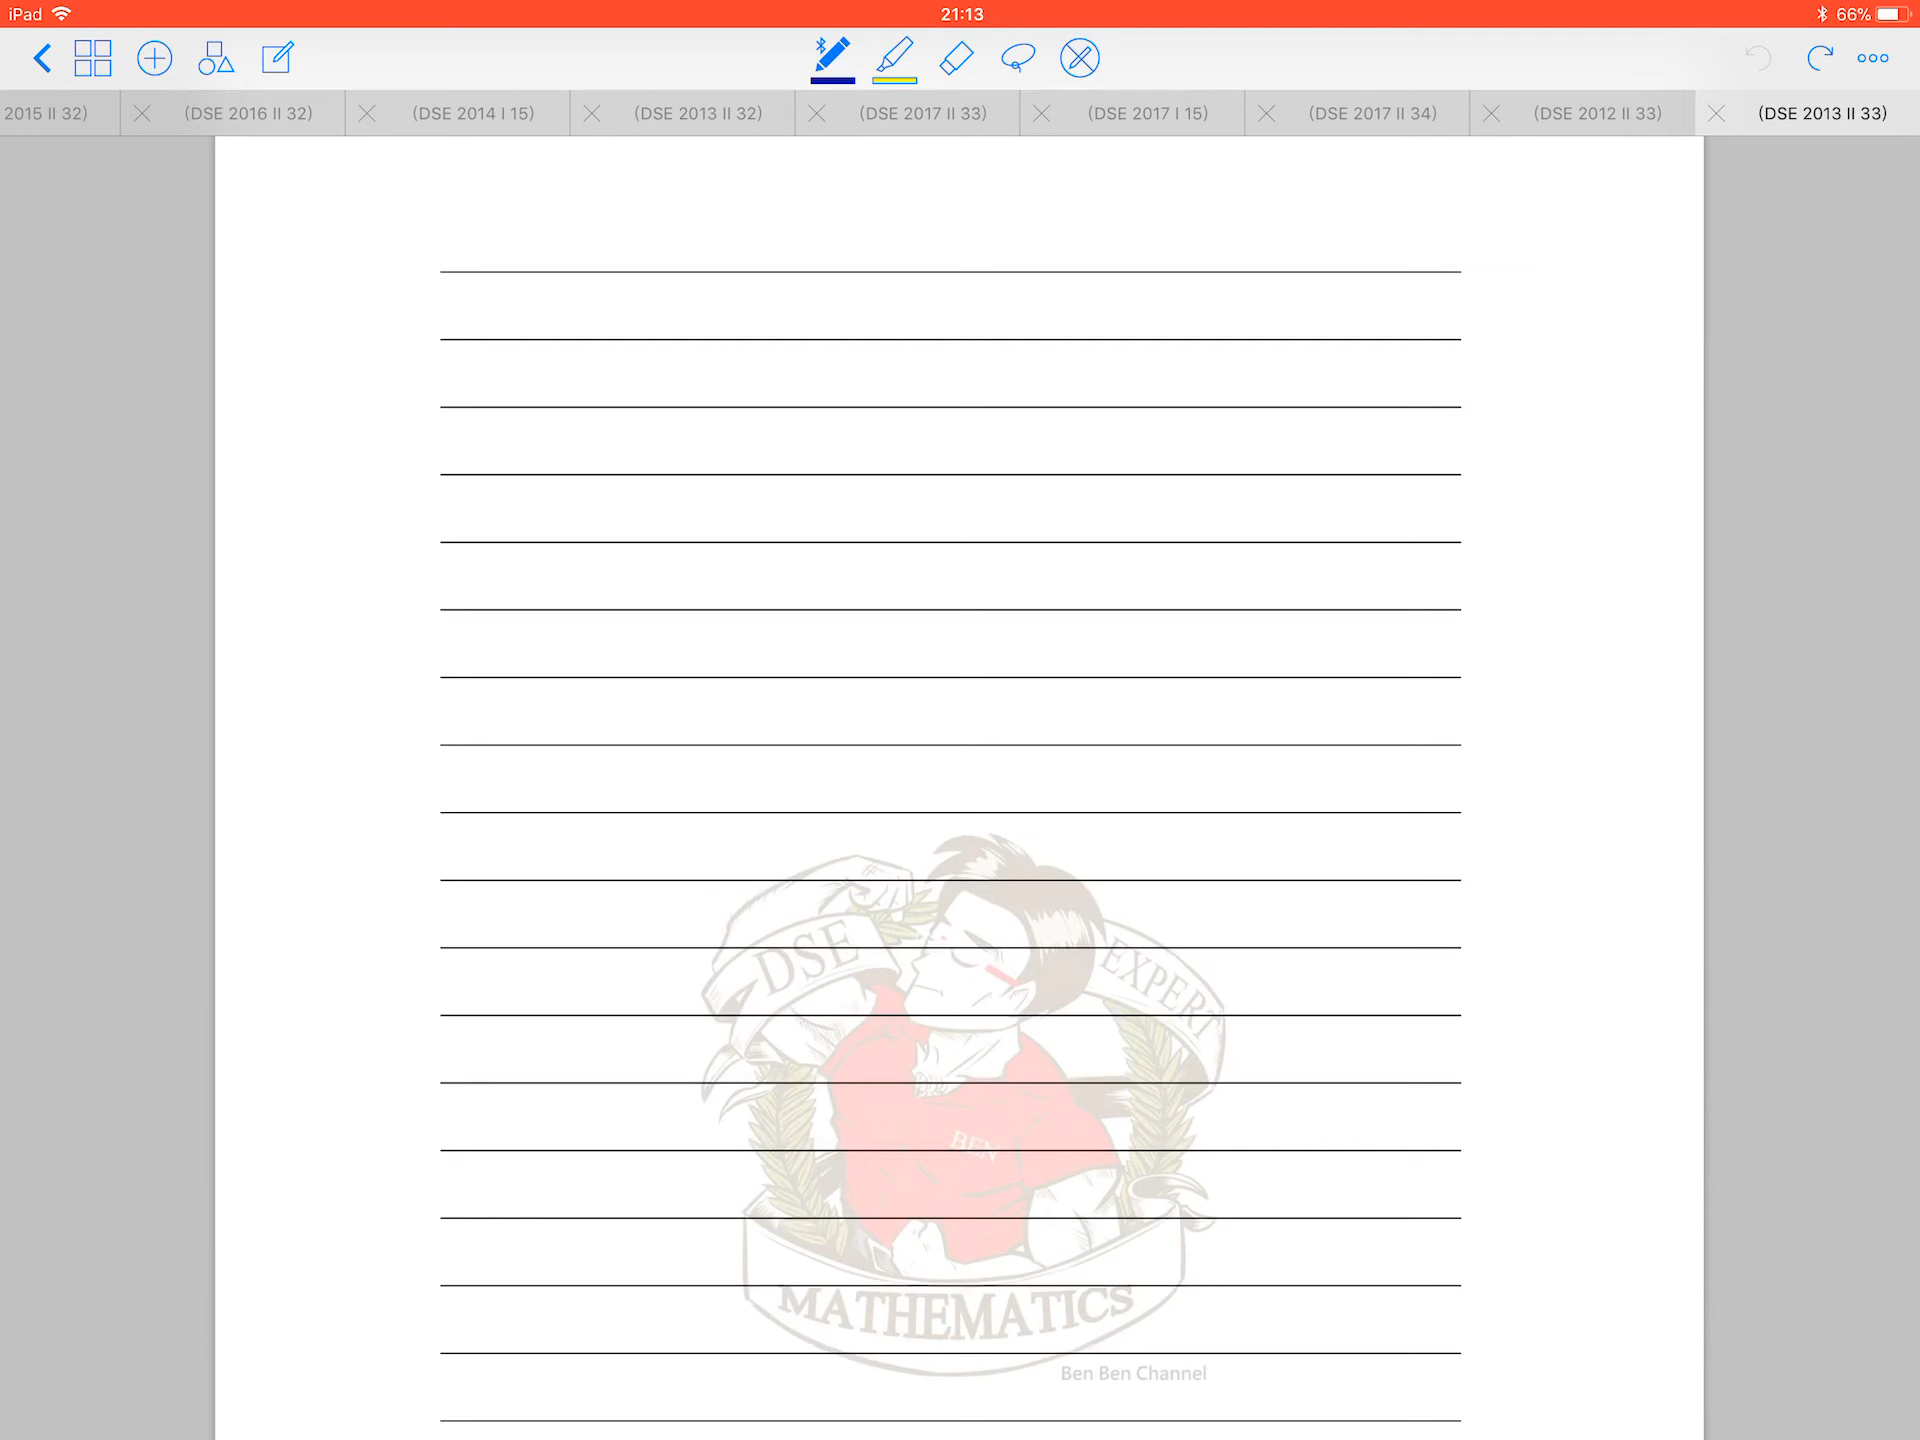 iPad 21:13 66%
2015 II 32) (DSE 2016 II 32) (DSE 2014 I 15) (DSE 2013 II 32) (DSE 2017 II 33) (DSE 2017 I 15) (DSE 2017 II 34) (DSE 2012 II 33) (DSE 2013 II 33)
DSE EXPERT
BEN
MATHEMATICS
Ben Ben Channel